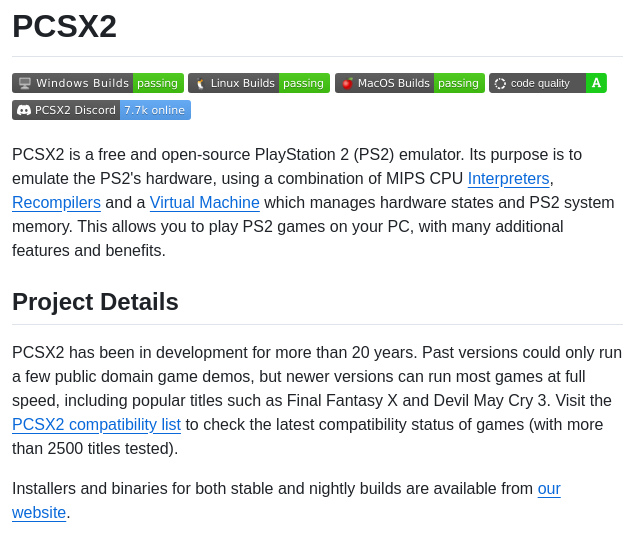 PCSX2
Windows Builds passing Linux Builds passing MacOS Builds passing code quality A
PCSX2 Discord 7.7k online
PCSX2 is a free and open-source PlayStation 2 (PS2) emulator. Its purpose is to
emulate the PS2's hardware, using a combination of MIPS CPU Interpreters,
Recompilers and a Virtual Machine which manages hardware states and PS2 system
memory. This allows you to play PS2 games on your PC, with many additional
features and benefits.
Project Details
PCSX2 has been in development for more than 20 years. Past versions could only run
a few public domain game demos, but newer versions can run most games at full
speed, including popular titles such as Final Fantasy X and Devil May Cry 3. Visit the
PCSX2 compatibility list to check the latest compatibility status of games (with more
than 2500 titles tested).
Installers and binaries for both stable and nightly builds are available from our
website.